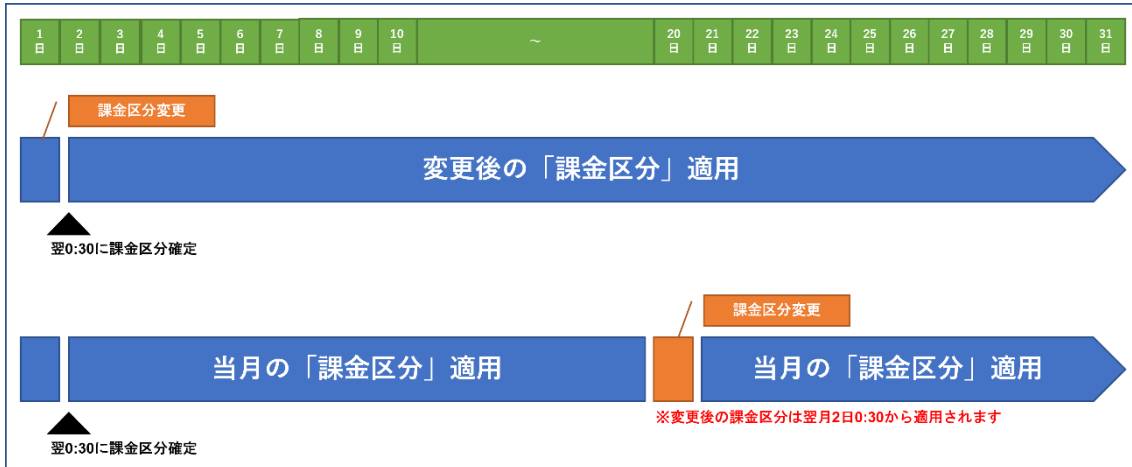 1日 2日 3日 4日 5日 6日 7日 8日 9日 10日 ～ 20日 21日 22日 23日 24日 25日 26日 27日 28日 29日 30日 31日
課金区分変更
変更後の「課金区分」適用
翌0:30に課金区分確定
課金区分変更
当月の「課金区分」適用
当月の「課金区分」適用
※変更後の課金区分は翌月2日0:30から適用されます
翌0:30に課金区分確定